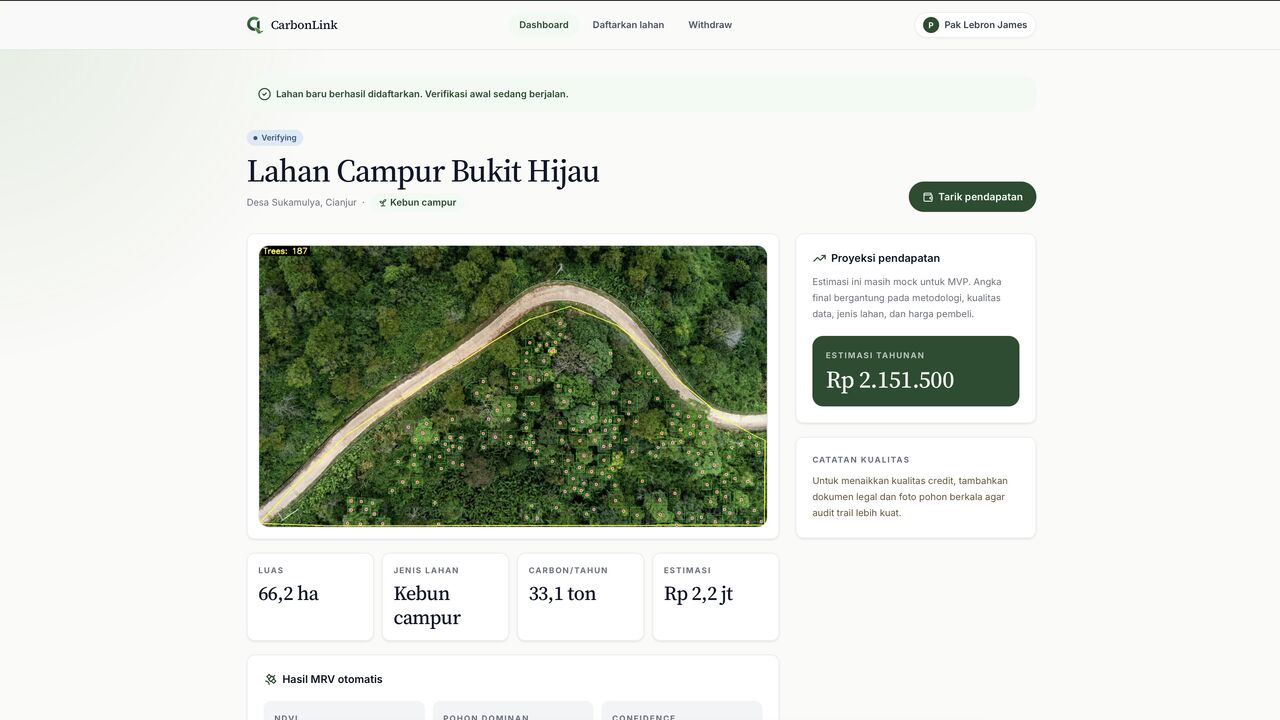 CarbonLink
Dashboard
Daftarkan lahan
Withdraw
P
Pak Lebron James
Lahan baru berhasil didaftarkan. Verifikasi awal sedang berjalan.
Verifying
Lahan Campur Bukit Hijau
Desa Sukamulya, Cianjur ·
Kebun campur
Tarik pendapatan
Trees: 187
Proyeksi pendapatan
Estimasi ini masih mock untuk MVP. Angka
final bergantung pada metodologi, kualitas
data, jenis lahan, dan harga pembeli.
ESTIMASI TAHUNAN
Rp 2.151.500
CATATAN KUALITAS
Untuk menaikkan kualitas credit, tambahkan
dokumen legal dan foto pohon berkala agar
audit trail lebih kuat.
LUAS
66,2 ha
JENIS LAHAN
Kebun
campur
CARBON/TAHUN
33,1 ton
ESTIMASI
Rp 2,2 jt
Hasil MRV otomatis
NDVI
POHON DOMINAN
CONFIDENCE